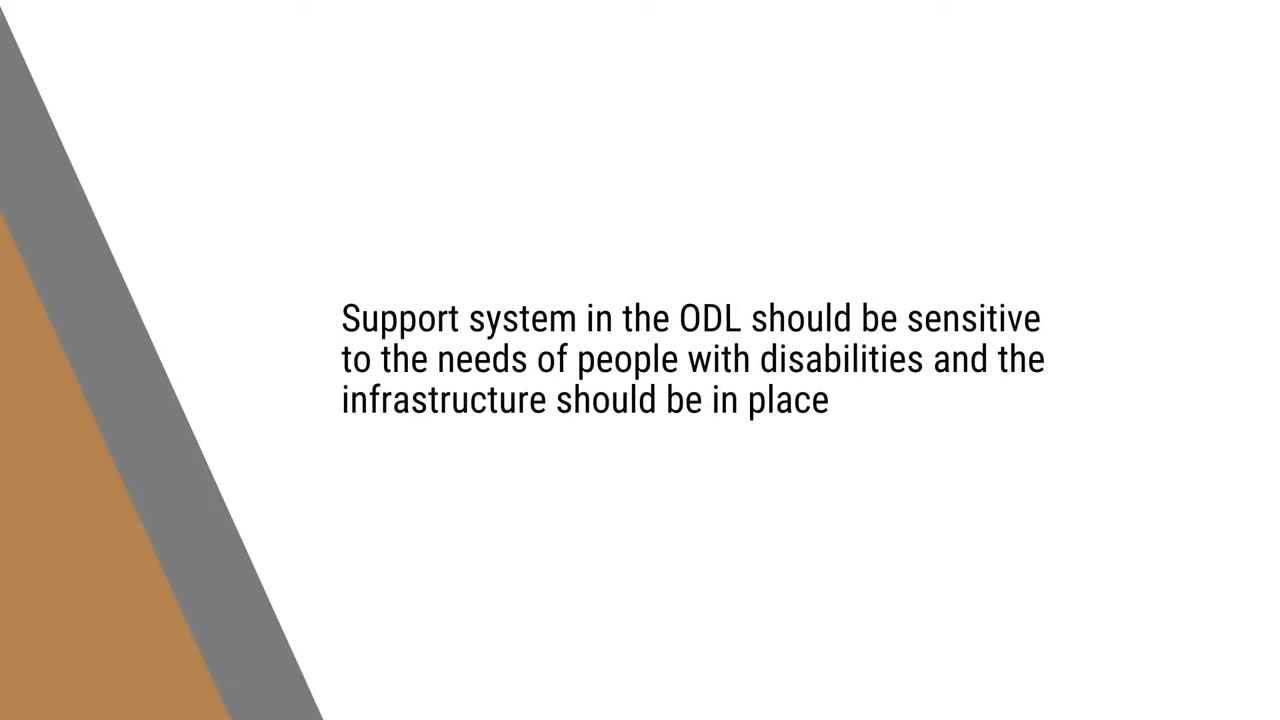 Support system in the ODL should be sensitive
to the needs of people with disabilities and the
infrastructure should be in place